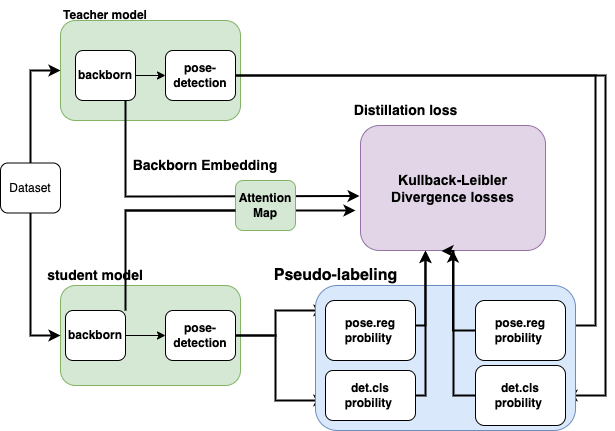 Teacher model
backborn
pose-
detection
Distillation loss
Kullback-Leibler
Divergence losses
Backborn Embedding
Dataset
Attention
Map
student model
backborn
pose-
detection
Pseudo-labeling
pose.reg
probility
pose.reg
probility
det.cls
probility
det.cls
probility